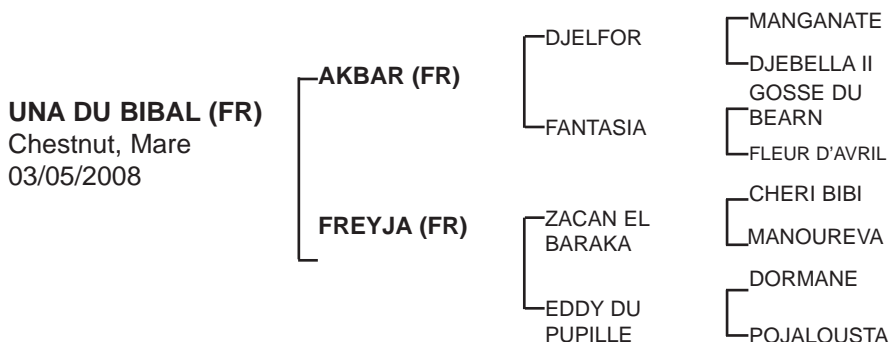 UNA DU BIBAL (FR)
Chestnut, Mare
03/05/2008
AKBAR (FR)
FREYJA (FR)
DJELFOR
FANTASIA
ZACAN EL
BARAKA
EDDY DU
PUPILLE
MANGANATE
DJEBELLA II
GOSSE DU
BEARN
FLEUR D'AVRIL
CHERI BIBI
MANOUREVA
DORMANE
POJALOUSTA